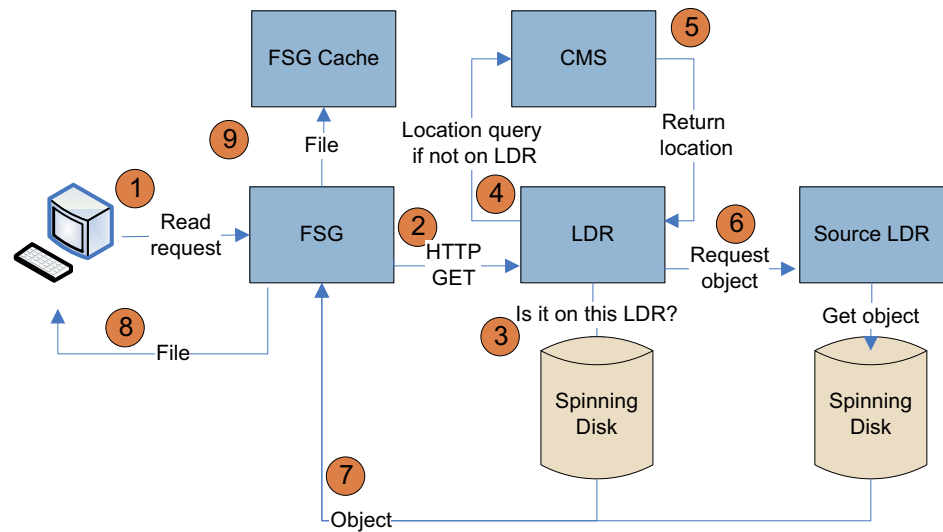 5
FSG Cache
CMS
9
File
Location query
if not on LDR
Return
location
1
Read
request
FSG
2
HTTP
GET
4
LDR
6
Request
object
Source LDR
8
File
3
Is it on this LDR?
Get object
Spinning
Disk
Spinning
Disk
7
Object